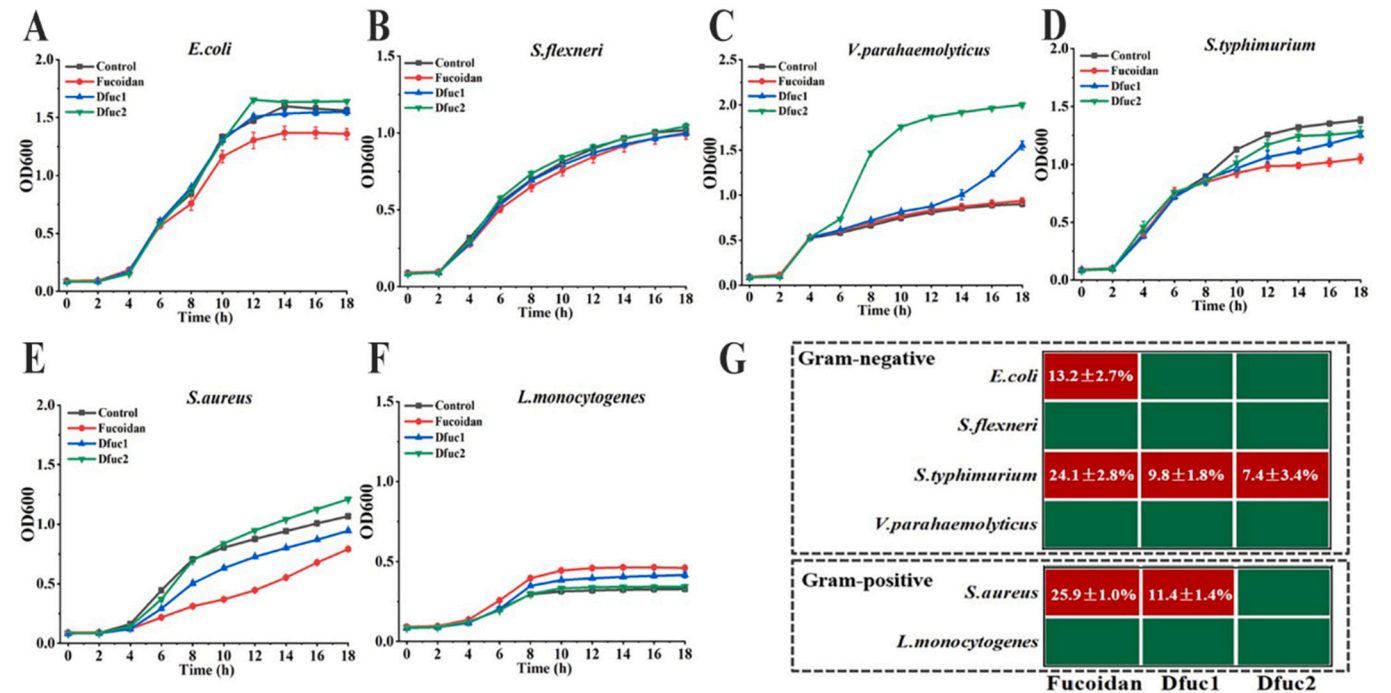 A
E.coli
2.0
1.5
1.0
0.5
0.0
OD600
Control
Fucoidan
Dfuc1
Dfuc2
0 2 4 6 8 10 12 14 16 18
Time (h)
B
S.flexneri
1.5
1.0
0.5
0.0
OD600
Control
Fucoidan
Dfuc1
Dfuc2
0 2 4 6 8 10 12 14 16 18
Time (h)
C
V.parahaemolyticus
2.5
2.0
1.5
1.0
0.5
0.0
OD600
Control
Fucoidan
Dfuc1
Dfuc2
0 2 4 6 8 10 12 14 16 18
Time (h)
D
S.typhimurium
2.0
1.5
1.0
0.5
0.0
OD600
Control
Fucoidan
Dfuc1
Dfuc2
0 2 4 6 8 10 12 14 16 18
Time (h)
E
S.aureus
2.0
1.5
1.0
0.5
0.0
OD600
Control
Fucoidan
Dfuc1
Dfuc2
0 2 4 6 8 10 12 14 16 18
Time (h)
F
L.monocytogenes
1.5
1.0
0.5
0.0
OD600
Control
Fucoidan
Dfuc1
Dfuc2
0 2 4 6 8 10 12 14 16 18
Time (h)
G
Gram-negative
E.coli 13.2±2.7%
S.flexneri
S.typhimurium 24.1±2.8% 9.8±1.8% 7.4±3.4%
V.parahaemolyticus
Gram-positive
S.aureus 25.9±1.0% 11.4±1.4%
L.monocytogenes
Fucoidan Dfuc1 Dfuc2